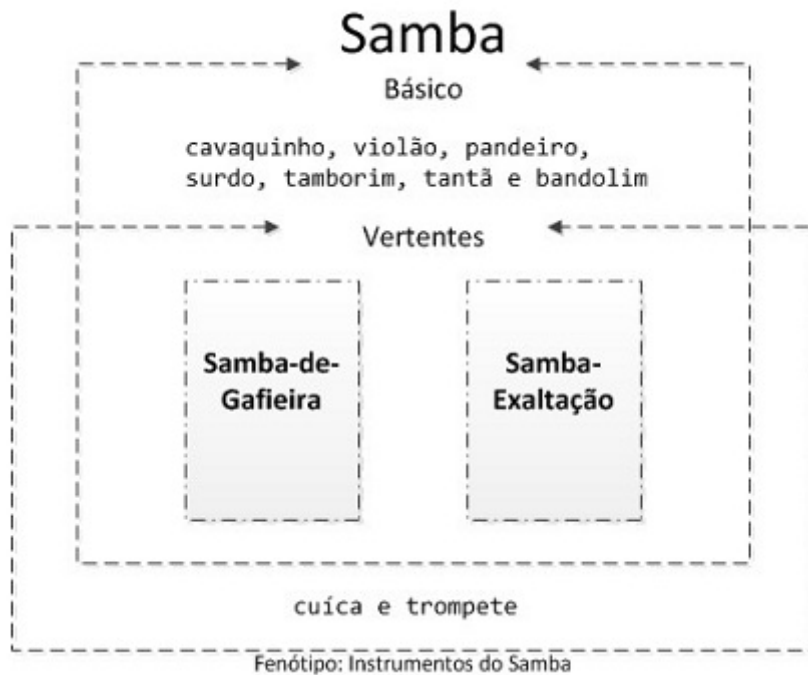 Samba
Básico
cavaquinho, violão, pandeiro,
surdo, tamborim, tantã e bandolim
Vertentes
Samba-de-
Gafieira
Samba-
Exaltação
cuíca e trompete
Fenótipo: Instrumentos do Samba